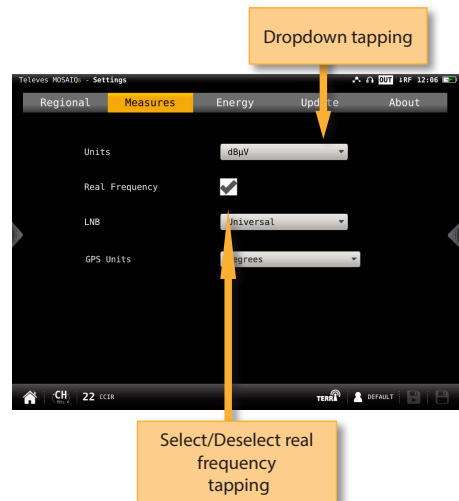 Dropdown tapping
Televes MOSAIQ6 - Settings OUT ↓RF 12:06
Regional Measures Energy Update About
Units dBµV
Real Frequency
LNB Universal
GPS Units Degrees
CH 22 CCIR TERR DEFAULT
Select/Deselect real
frequency
tapping